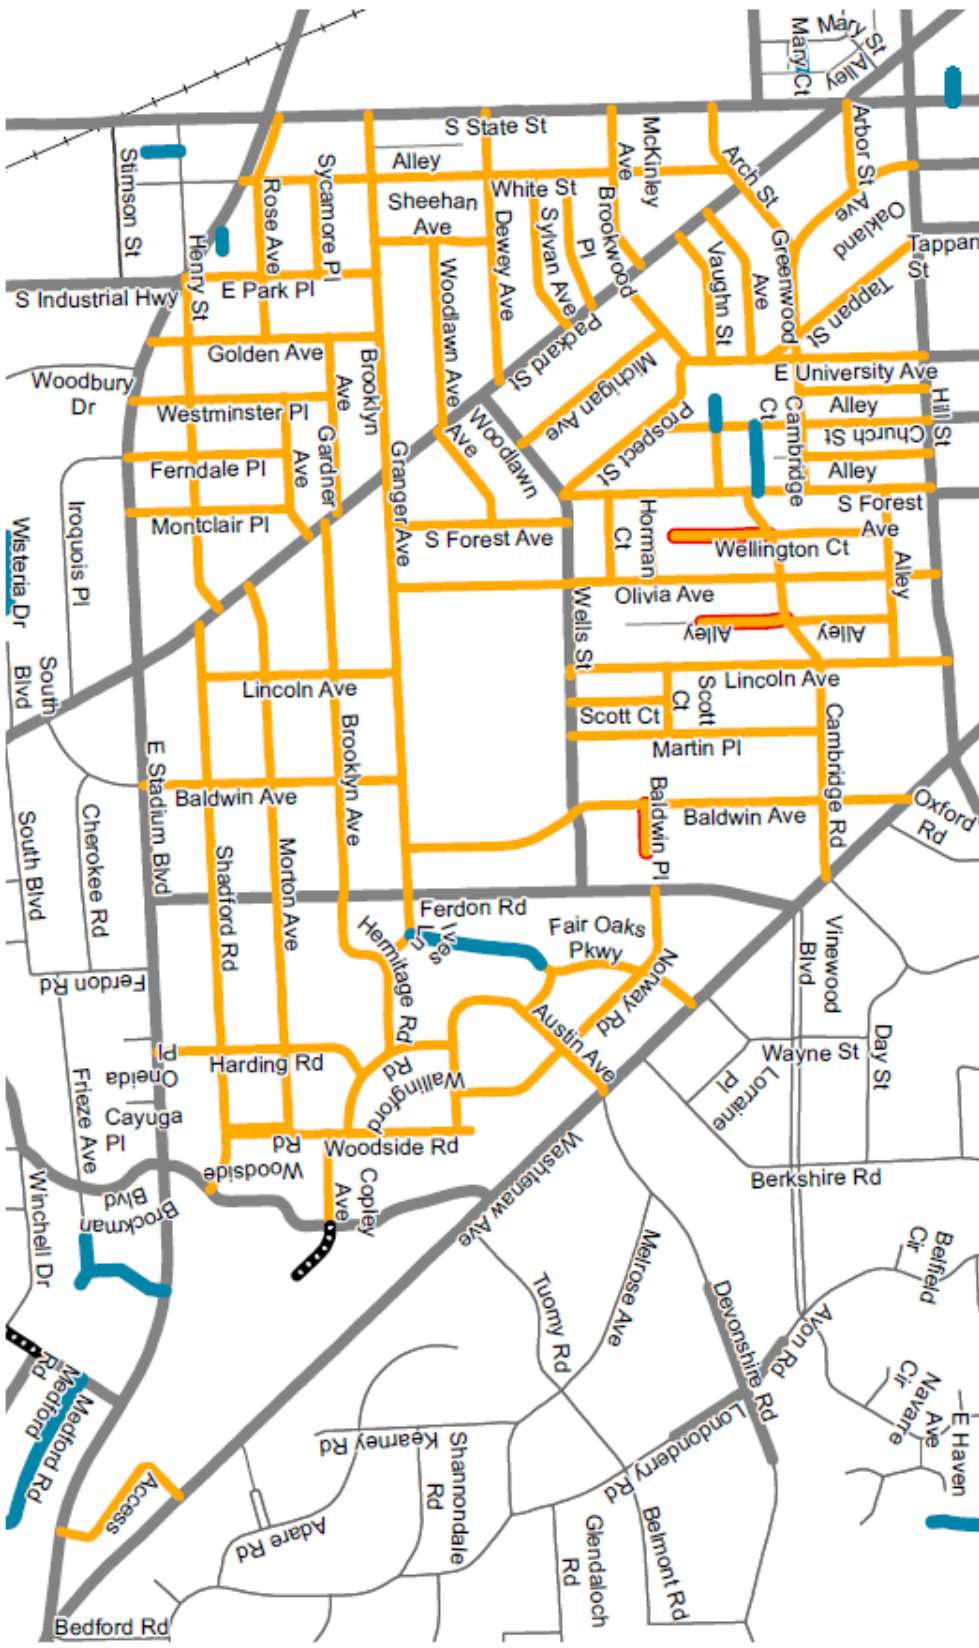 Mary St
Mary Ct
Alley
S State St
McKinley
Ave
Arch St
Arbor St
Stimson St
Alley
Sycamore Pl
Rose Ave
White St
Sheehan
Ave
Dewey Ave
Sylvan Ave
Pl
Brookwood
Oakland
Ave
Tappan
St
Henry St
Woodlawn Ave
Vaughn St
Greenwood
Ave
Tappan St
S Industrial Hwy
E Park Pl
Packard St
Golden Ave
Brooklyn
Ave
Michigan Ave
E University Ave
Woodbury
Dr
Westminster Pl
Woodlawn
Ave
Prospect St
Cambridge
Ct
Alley
Hill St
Church St
Ferndale Pl
Gardner
Ave
Granger Ave
Alley
Montclair Pl
S Forest
Ave
S Forest Ave
Horman
Ct
Wellington Ct
Alley
Iroquois Pl
Wisteria Dr
Olivia Ave
Wells St
Alley
Alley
South
Blvd
Lincoln Ave
Lincoln Ave
Scott
Ct
Scott Ct
Martin Pl
Cambridge Rd
Brooklyn Ave
E Stadium Blvd
Baldwin Ave
Baldwin Pl
Baldwin Ave
Oxford
Rd
South Blvd
Cherokee Rd
Shadford Rd
Morton Ave
Ferdon Rd
Ives
Ln
Fair Oaks
Pkwy
Vinewood
Blvd
Hermitage Rd
Norway Rd
Ferdon Rd
Austin Ave
Harding Rd
Wallingford
Rd
Wayne St
Day St
Lorraine
Pl
Oneida
Pl
Cayuga
Pl
Frieze Ave
Woodside Rd
Woodside
Rd
Washtenaw Ave
Berkshire Rd
Winchell Dr
Brockman
Blvd
Copley
Ave
Melrose Ave
Tuomy Rd
Devonshire Rd
Avon Rd
Belfield
Cir
Navarre
Cir
E Haven
Ave
Medford
Rd
Medford Rd
Access
Kearney Rd
Shannondale
Rd
Londonderry
Rd
Adare Rd
Glendaloch
Rd
Belmont Rd
Bedford Rd